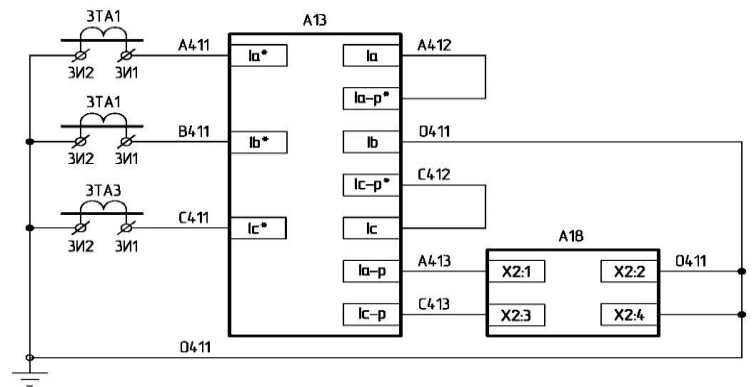 3TA1 A13
A411 A412
Ia* Ia
3И2 3И1
Ia-p*
3TA1
B411 0411
Ib* Ib
3И2 3И1
C412
Ic-p*
3TA3
C411
Ic* Ic
3И2 3И1
A18
A413 0411
Ia-p X2:1 X2:2
C413
Ic-p X2:3 X2:4
0411